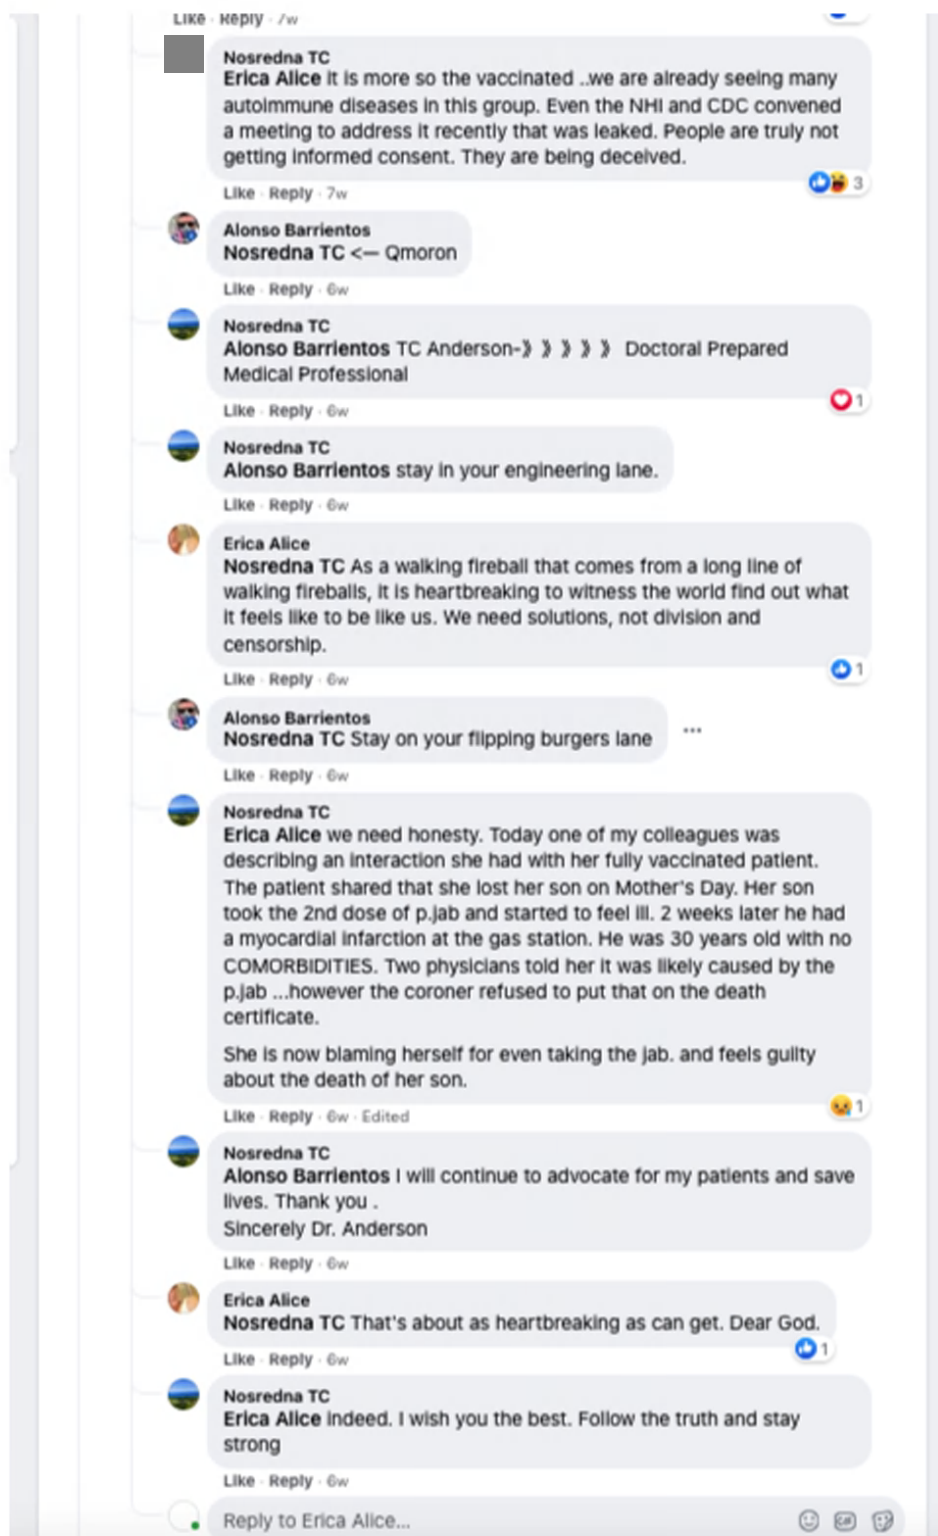 Like · Reply · 7w
Nosredna TC
Erica Alice it is more so the vaccinated ..we are already seeing many
autoimmune diseases in this group. Even the NHI and CDC convened
a meeting to address it recently that was leaked. People are truly not
getting informed consent. They are being deceived.
3
Like · Reply · 7w
Alonso Barrientos
Nosredna TC <— Qmoron
Like · Reply · 6w
Nosredna TC
Alonso Barrientos TC Anderson-》》》》》 Doctoral Prepared
Medical Professional
1
Like · Reply · 6w
Nosredna TC
Alonso Barrientos stay in your engineering lane.
Like · Reply · 6w
Erica Alice
Nosredna TC As a walking fireball that comes from a long line of
walking fireballs, it is heartbreaking to witness the world find out what
it feels like to be like us. We need solutions, not division and
censorship.
1
Like · Reply · 6w
Alonso Barrientos
Nosredna TC Stay on your flipping burgers lane
...
Like · Reply · 6w
Nosredna TC
Erica Alice we need honesty. Today one of my colleagues was
describing an interaction she had with her fully vaccinated patient.
The patient shared that she lost her son on Mother's Day. Her son
took the 2nd dose of p.jab and started to feel ill. 2 weeks later he had
a myocardial infarction at the gas station. He was 30 years old with no
COMORBIDITIES. Two physicians told her it was likely caused by the
p.jab ...however the coroner refused to put that on the death
certificate.
She is now blaming herself for even taking the jab. and feels guilty
about the death of her son.
1
Like · Reply · 6w · Edited
Nosredna TC
Alonso Barrientos I will continue to advocate for my patients and save
lives. Thank you .
Sincerely Dr. Anderson
Like · Reply · 6w
Erica Alice
Nosredna TC That's about as heartbreaking as can get. Dear God.
1
Like · Reply · 6w
Nosredna TC
Erica Alice indeed. I wish you the best. Follow the truth and stay
strong
Like · Reply · 6w
Reply to Erica Alice...
GIF